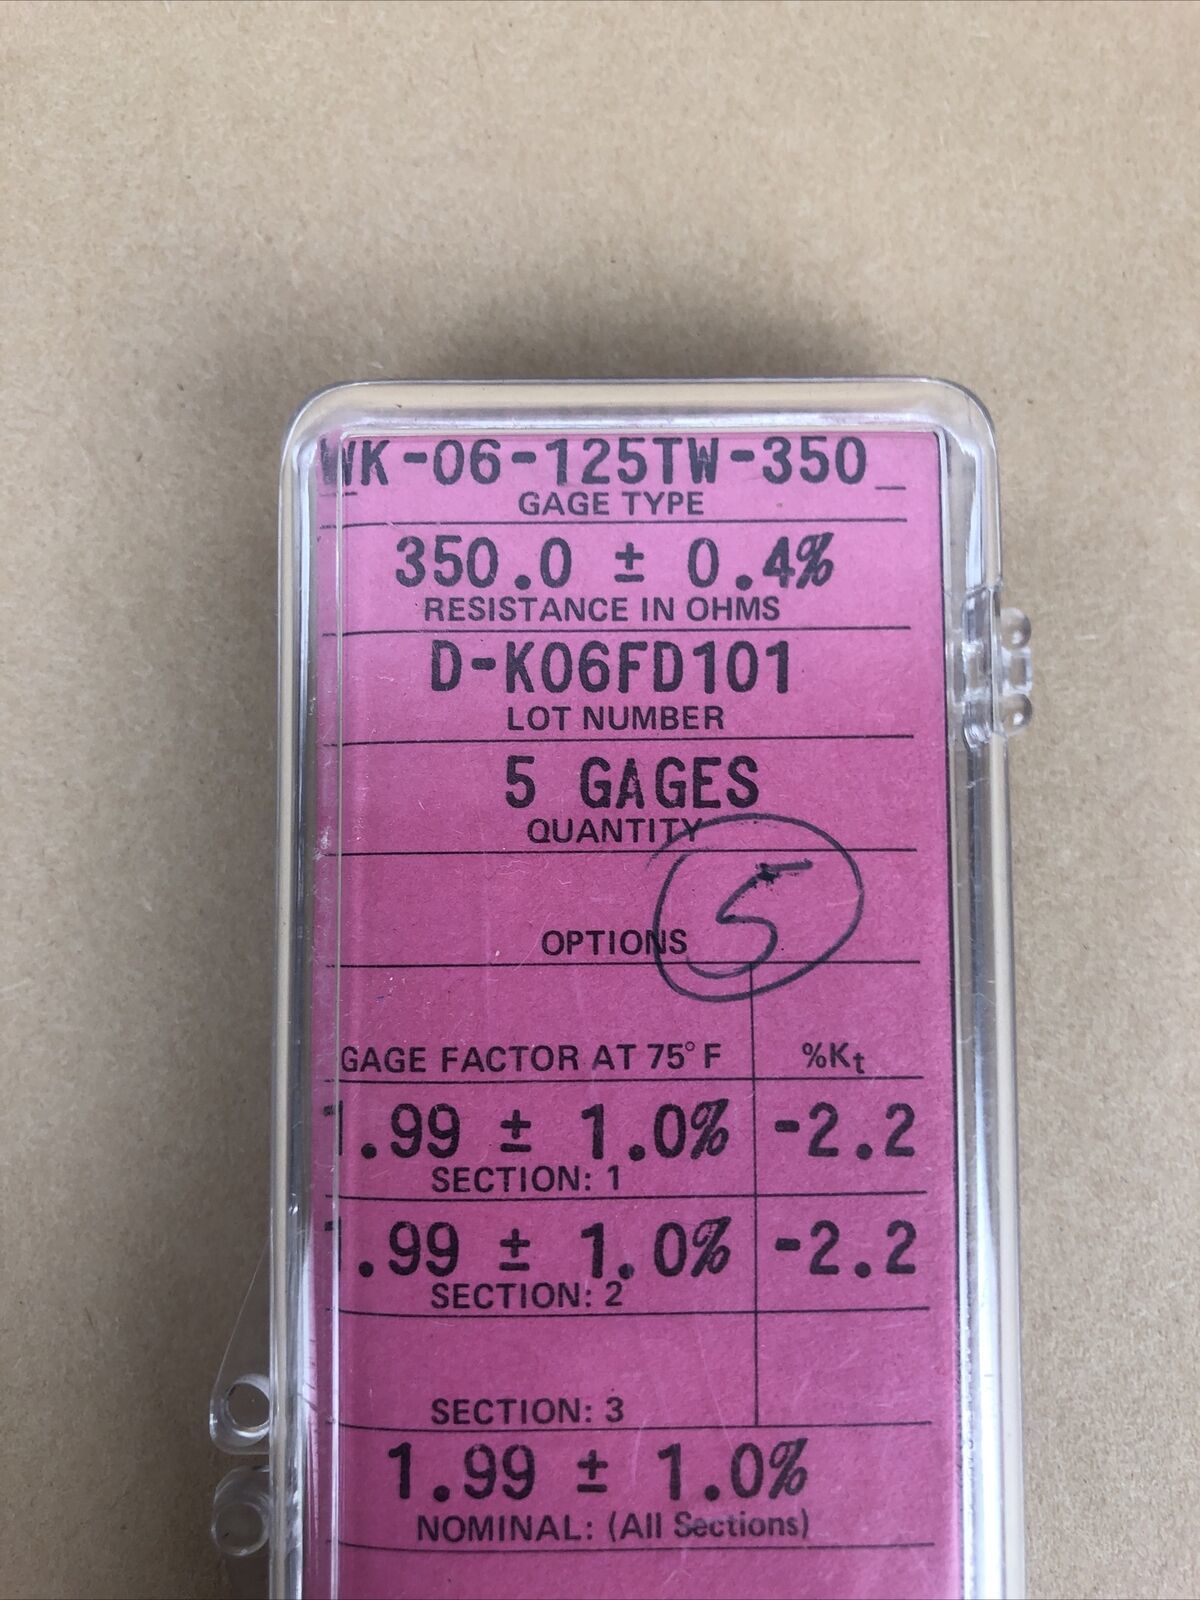 WK-06-125TW-350_
GAGE TYPE
350.0 ± 0.4%
RESISTANCE IN OHMS
D-K06FD101
LOT NUMBER
5 GAGES
QUANTITY
5
OPTIONS
GAGE FACTOR AT 75° F %Kt
1.99 ± 1.0% -2.2
SECTION: 1
1.99 ± 1.0% -2.2
SECTION: 2
SECTION: 3
1.99 ± 1.0%
NOMINAL: (All Sections)